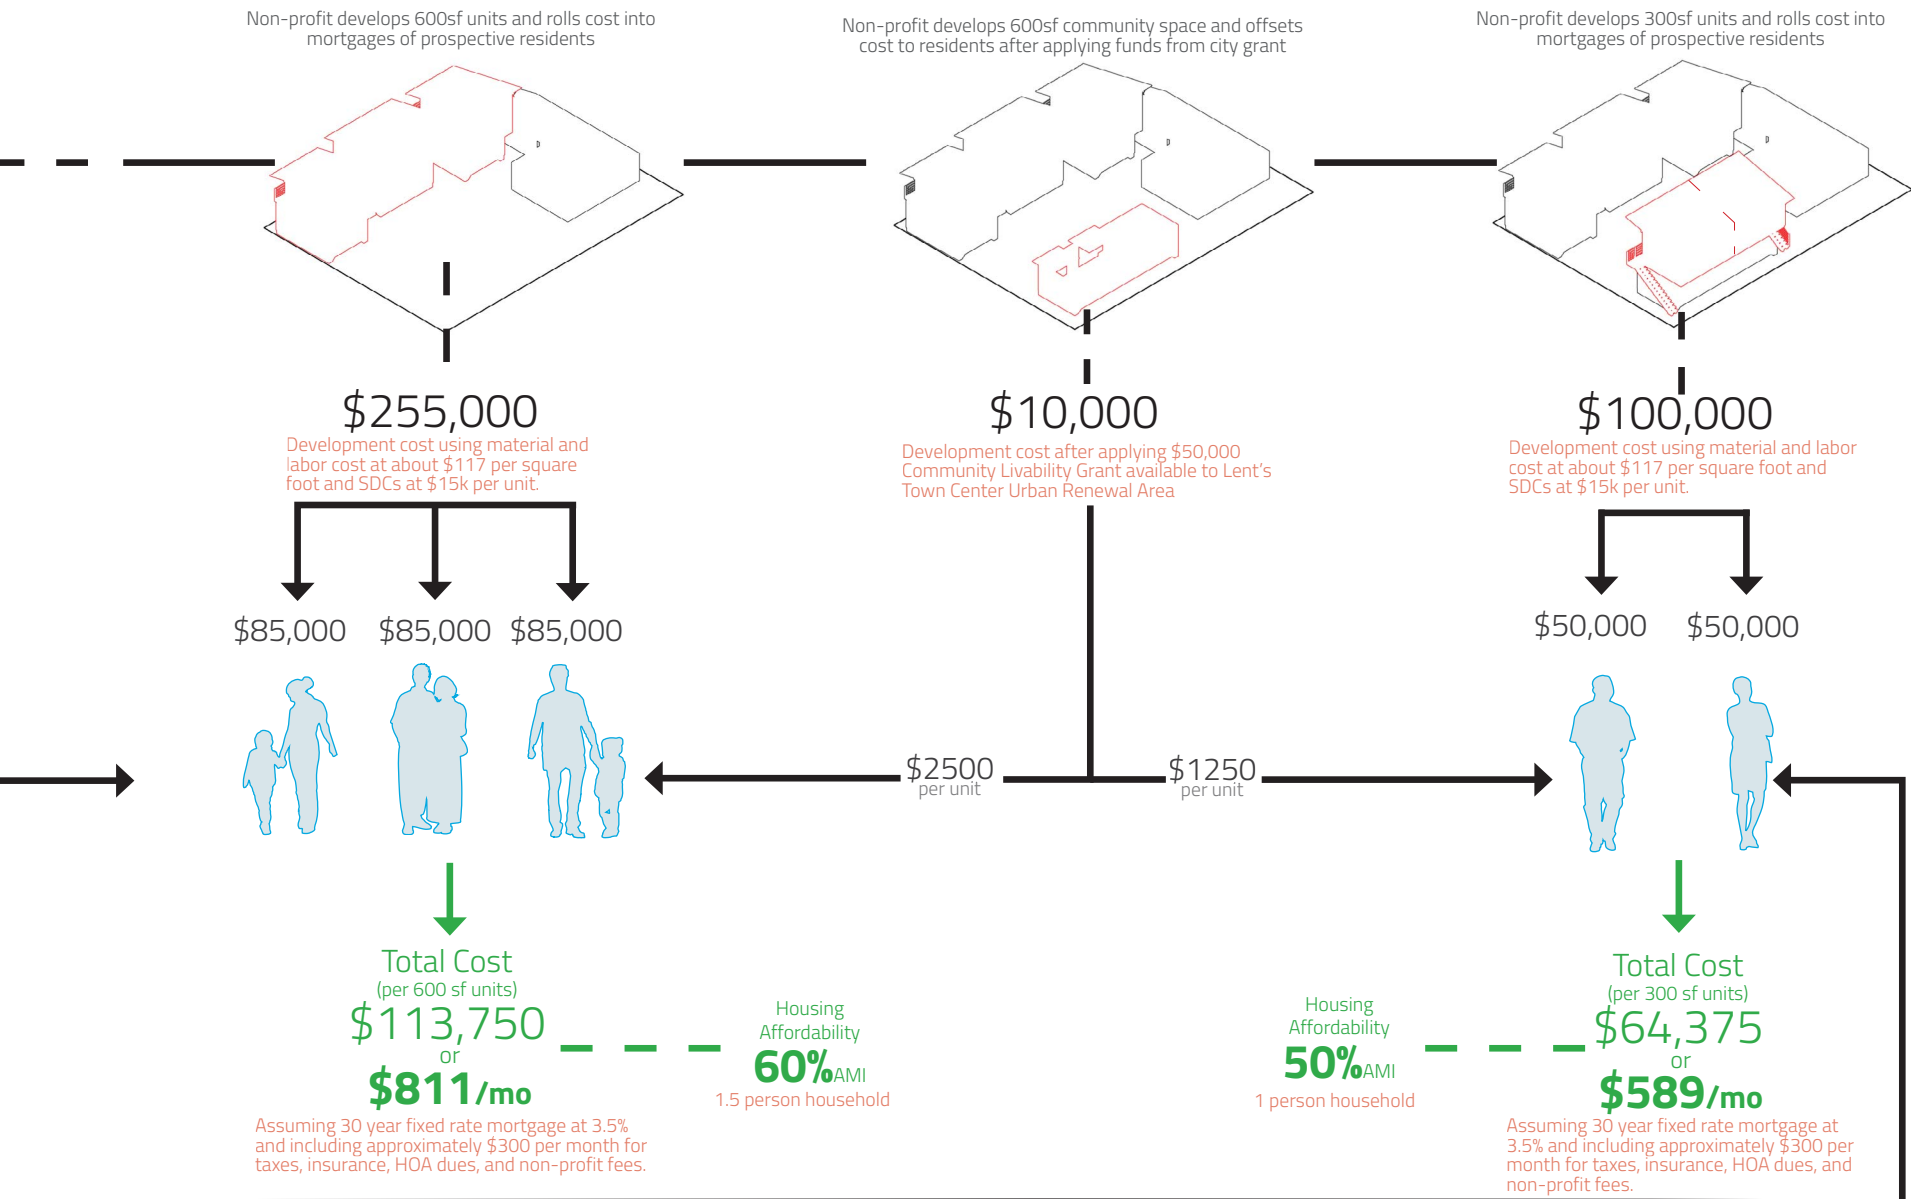 Non-profit develops 600sf units and rolls cost into
mortgages of prospective residents
Non-profit develops 600sf community space and offsets
cost to residents after applying funds from city grant
Non-profit develops 300sf units and rolls cost into
mortgages of prospective residents
$255,000
Development cost using material and
labor cost at about $117 per square
foot and SDCs at $15k per unit.
$10,000
Development cost after applying $50,000
Community Livability Grant available to Lent's
Town Center Urban Renewal Area
$100,000
Development cost using material and labor
cost at about $117 per square foot and
SDCs at $15k per unit.
$85,000 $85,000 $85,000
$50,000 $50,000
$2500
per unit
$1250
per unit
Total Cost
(per 600 sf units)
$113,750
or
$811/mo
Assuming 30 year fixed rate mortgage at 3.5%
and including approximately $300 per month for
taxes, insurance, HOA dues, and non-profit fees.
Housing
Affordability
60%AMI
1.5 person household
Housing
Affordability
50%AMI
1 person household
Total Cost
(per 300 sf units)
$64,375
or
$589/mo
Assuming 30 year fixed rate mortgage at
3.5% and including approximately $300 per
month for taxes, insurance, HOA dues, and
non-profit fees.